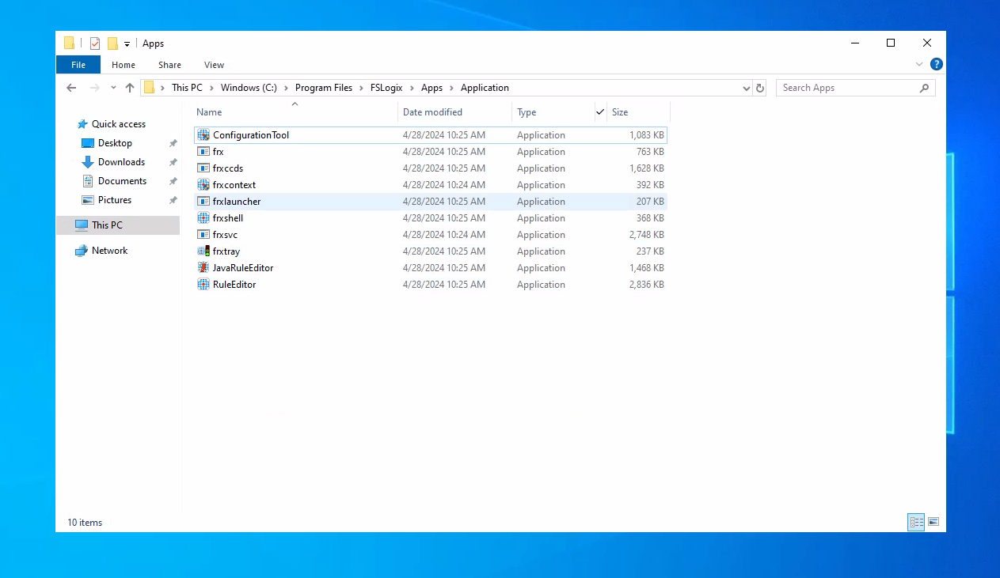 Apps
File Home Share View
This PC Windows (C:) Program Files FSLogix Apps Application
Search Apps
Name Date modified Type Size
Quick access
Desktop
Downloads
Documents
Pictures
This PC
Network
ConfigurationTool 4/28/2024 10:25 AM Application 1,083 KB
frx 4/28/2024 10:25 AM Application 763 KB
frxccds 4/28/2024 10:25 AM Application 1,628 KB
frxcontext 4/28/2024 10:24 AM Application 392 KB
frxlauncher 4/28/2024 10:25 AM Application 207 KB
frxshell 4/28/2024 10:25 AM Application 368 KB
frxsvc 4/28/2024 10:24 AM Application 2,748 KB
frxtray 4/28/2024 10:25 AM Application 237 KB
JavaRuleEditor 4/28/2024 10:25 AM Application 1,468 KB
RuleEditor 4/28/2024 10:25 AM Application 2,836 KB
10 items